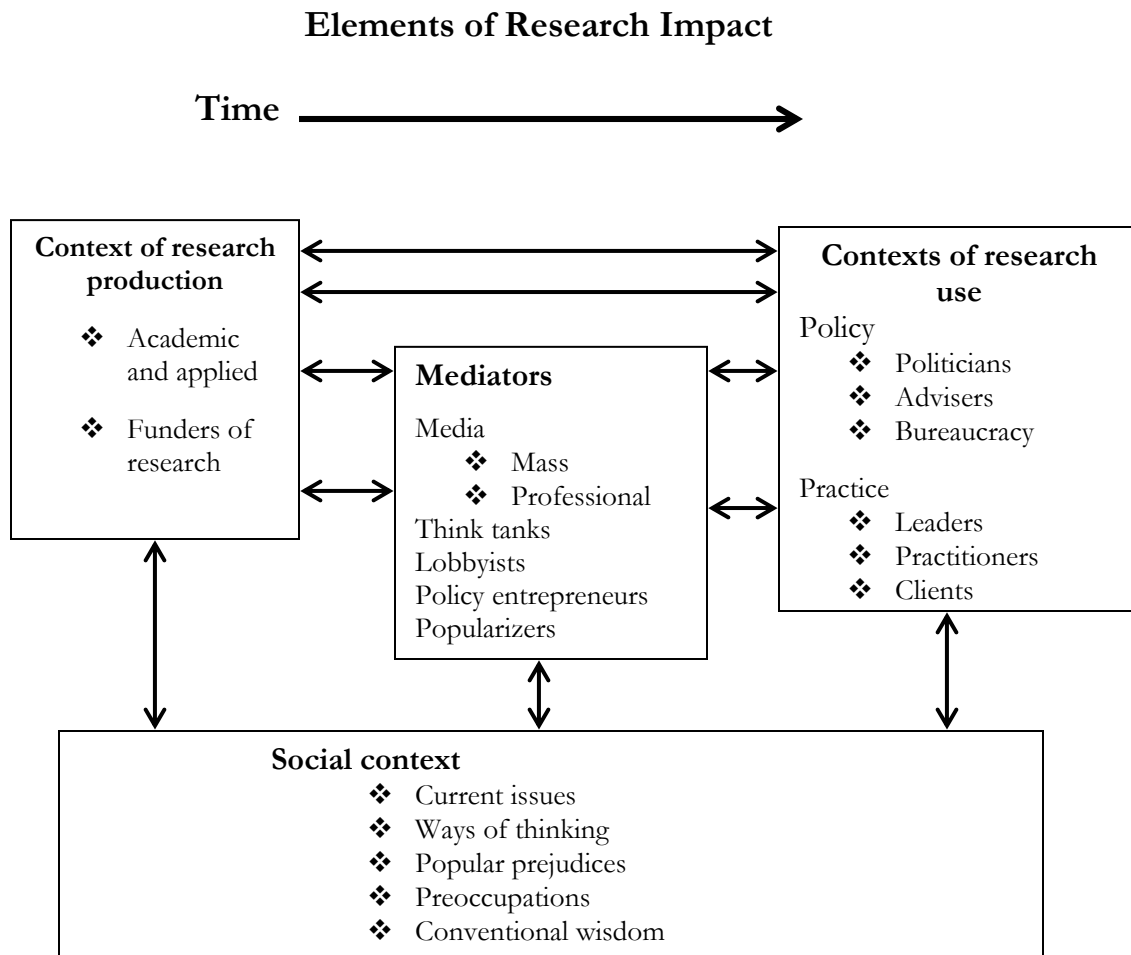 Elements of Research Impact
Time
Context of research
production
❖ Academic
and applied
❖ Funders of
research
Mediators
Media
❖ Mass
❖ Professional
Think tanks
Lobbyists
Policy entrepreneurs
Popularizers
Contexts of research
use
Policy
❖ Politicians
❖ Advisers
❖ Bureaucracy
Practice
❖ Leaders
❖ Practitioners
❖ Clients
Social context
❖ Current issues
❖ Ways of thinking
❖ Popular prejudices
❖ Preoccupations
❖ Conventional wisdom